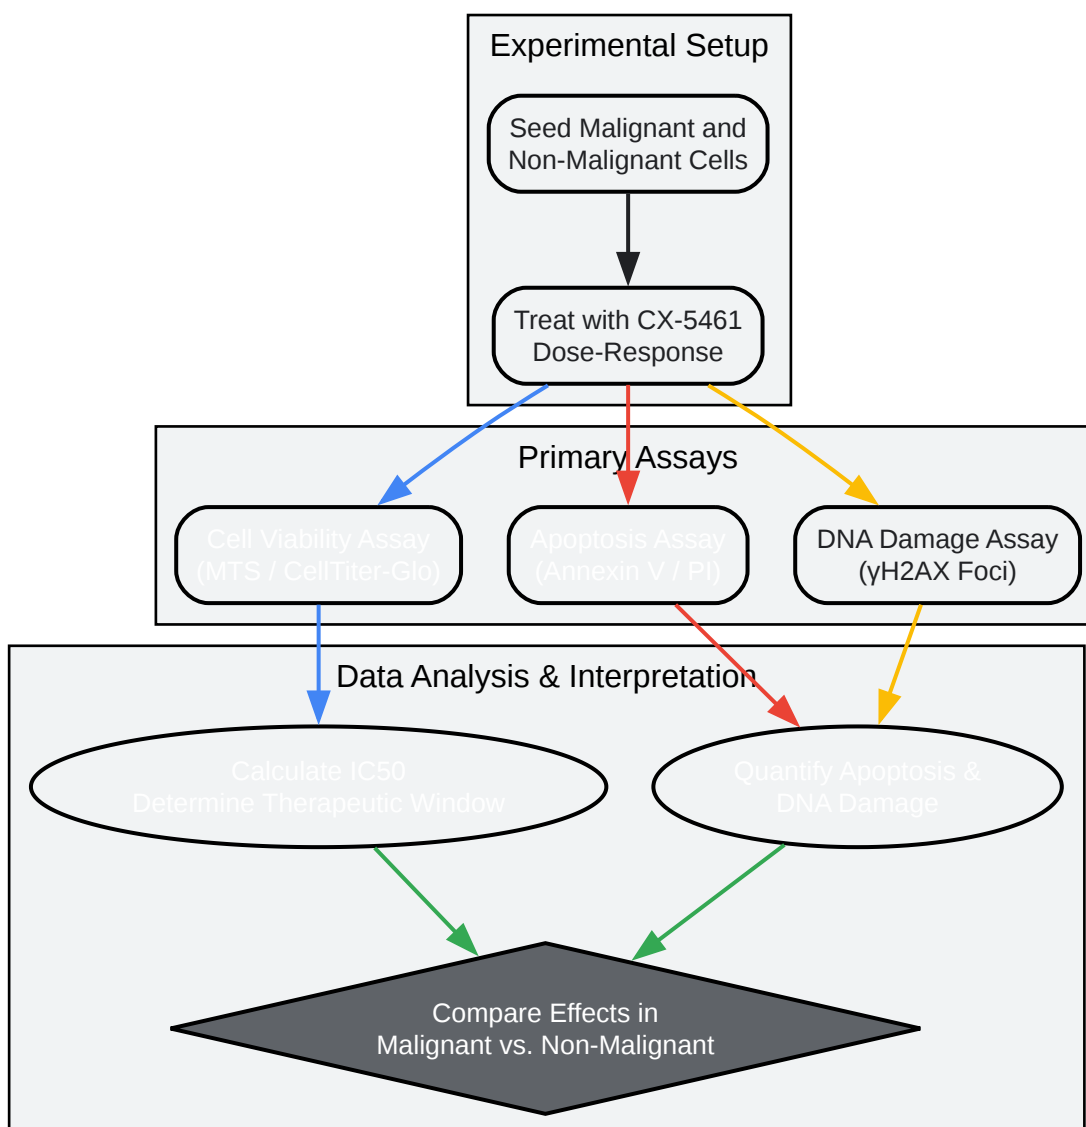 Experimental Setup
Seed Malignant and
Non-Malignant Cells
Treat with CX-5461
Dose-Response
Primary Assays
Cell Viability Assay
(MTS / CellTiter-Glo)
Apoptosis Assay
(Annexin V / PI)
DNA Damage Assay
(γH2AX Foci)
Data Analysis & Interpretation
Calculate IC50
Determine Therapeutic Window
Quantify Apoptosis &
DNA Damage
Compare Effects in
Malignant vs. Non-Malignant